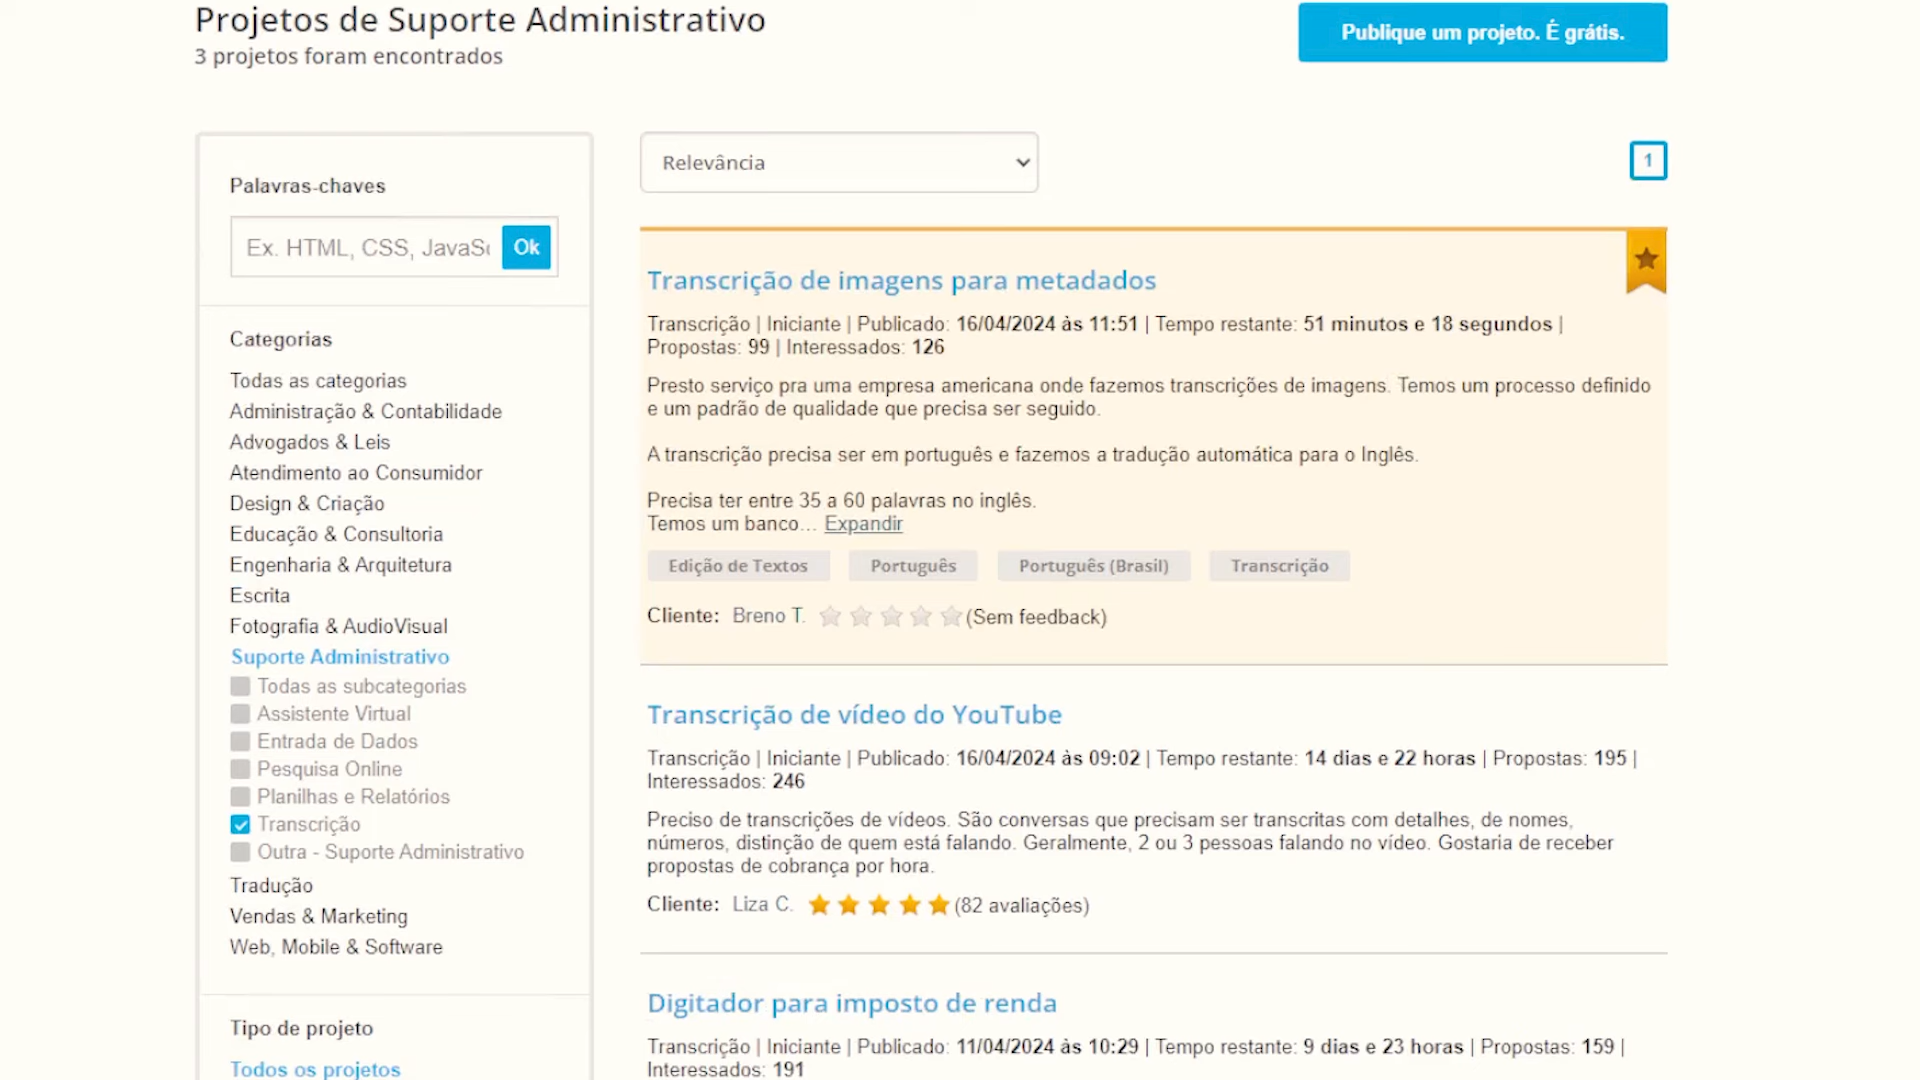 Projetos de Suporte Administrativo
3 projetos foram encontrados
Publique um projeto. É grátis.
Palavras-chaves
Ex. HTML, CSS, JavaSc
Ok
Categorias
Todas as categorias
Administração & Contabilidade
Advogados & Leis
Atendimento ao Consumidor
Design & Criação
Educação & Consultoria
Engenharia & Arquitetura
Escrita
Fotografia & AudioVisual
Suporte Administrativo
Todas as subcategorias
Assistente Virtual
Entrada de Dados
Pesquisa Online
Planilhas e Relatórios
Transcrição
Outra - Suporte Administrativo
Tradução
Vendas & Marketing
Web, Mobile & Software
Tipo de projeto
Todos os projetos
Relevância
1
Transcrição de imagens para metadados
Transcrição | Iniciante | Publicado: 16/04/2024 às 11:51 | Tempo restante: 51 minutos e 18 segundos |
Propostas: 99 | Interessados: 126
Presto serviço pra uma empresa americana onde fazemos transcrições de imagens. Temos um processo definido
e um padrão de qualidade que precisa ser seguido.
A transcrição precisa ser em português e fazemos a tradução automática para o Inglês.
Precisa ter entre 35 a 60 palavras no inglês.
Temos um banco... Expandir
Edição de Textos
Português
Português (Brasil)
Transcrição
Cliente: Breno T. (Sem feedback)
Transcrição de vídeo do YouTube
Transcrição | Iniciante | Publicado: 16/04/2024 às 09:02 | Tempo restante: 14 dias e 22 horas | Propostas: 195 |
Interessados: 246
Preciso de transcrições de vídeos. São conversas que precisam ser transcritas com detalhes, de nomes,
números, distinção de quem está falando. Geralmente, 2 ou 3 pessoas falando no vídeo. Gostaria de receber
propostas de cobrança por hora.
Cliente: Liza C. (82 avaliações)
Digitador para imposto de renda
Transcrição | Iniciante | Publicado: 11/04/2024 às 10:29 | Tempo restante: 9 dias e 23 horas | Propostas: 159 |
Interessados: 191